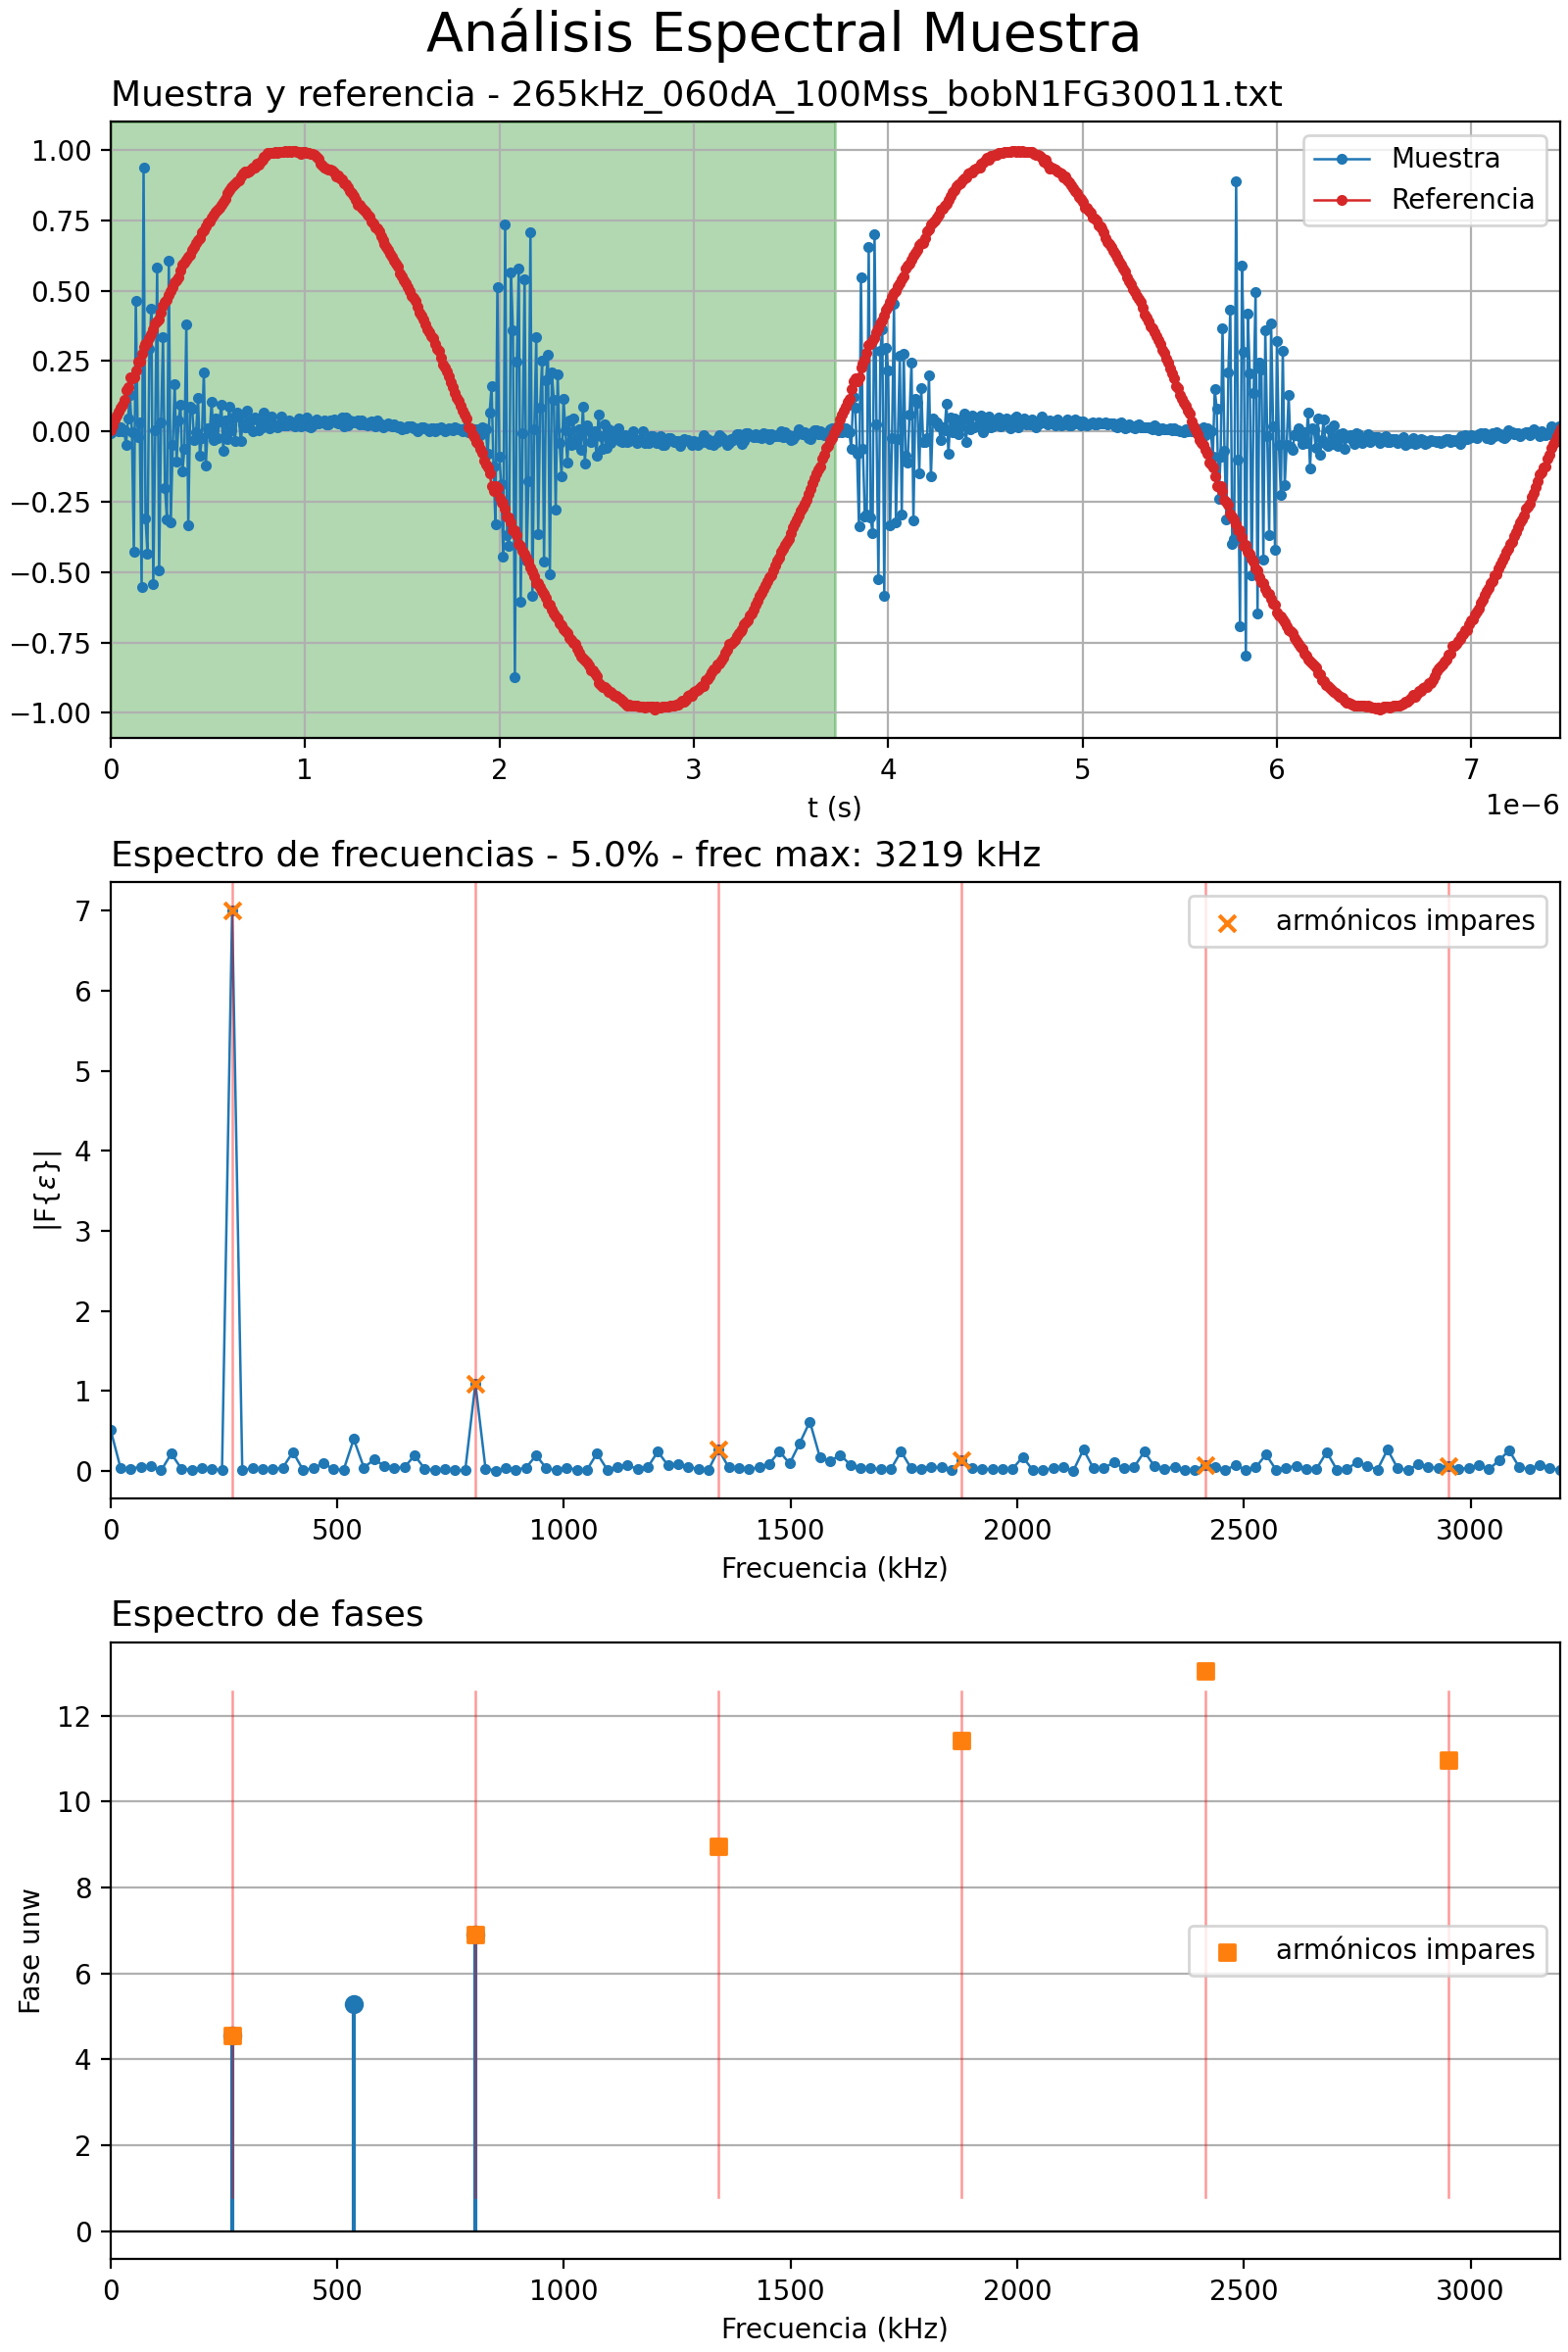 Análisis Espectral Muestra
Muestra y referencia - 265kHz_060dA_100Mss_bobN1FG30011.txt
Muestra
Referencia
1.00
0.75
0.50
0.25
0.00
−0.25
−0.50
−0.75
−1.00
0 1 2 3 4 5 6 7
t (s)
1e−6
Espectro de frecuencias - 5.0% - frec max: 3219 kHz
armónicos impares
7
6
5
4
3
2
1
0
|F{ε}|
0 500 1000 1500 2000 2500 3000
Frecuencia (kHz)
Espectro de fases
12
10
8
6
4
2
0
Fase unw
armónicos impares
0 500 1000 1500 2000 2500 3000
Frecuencia (kHz)